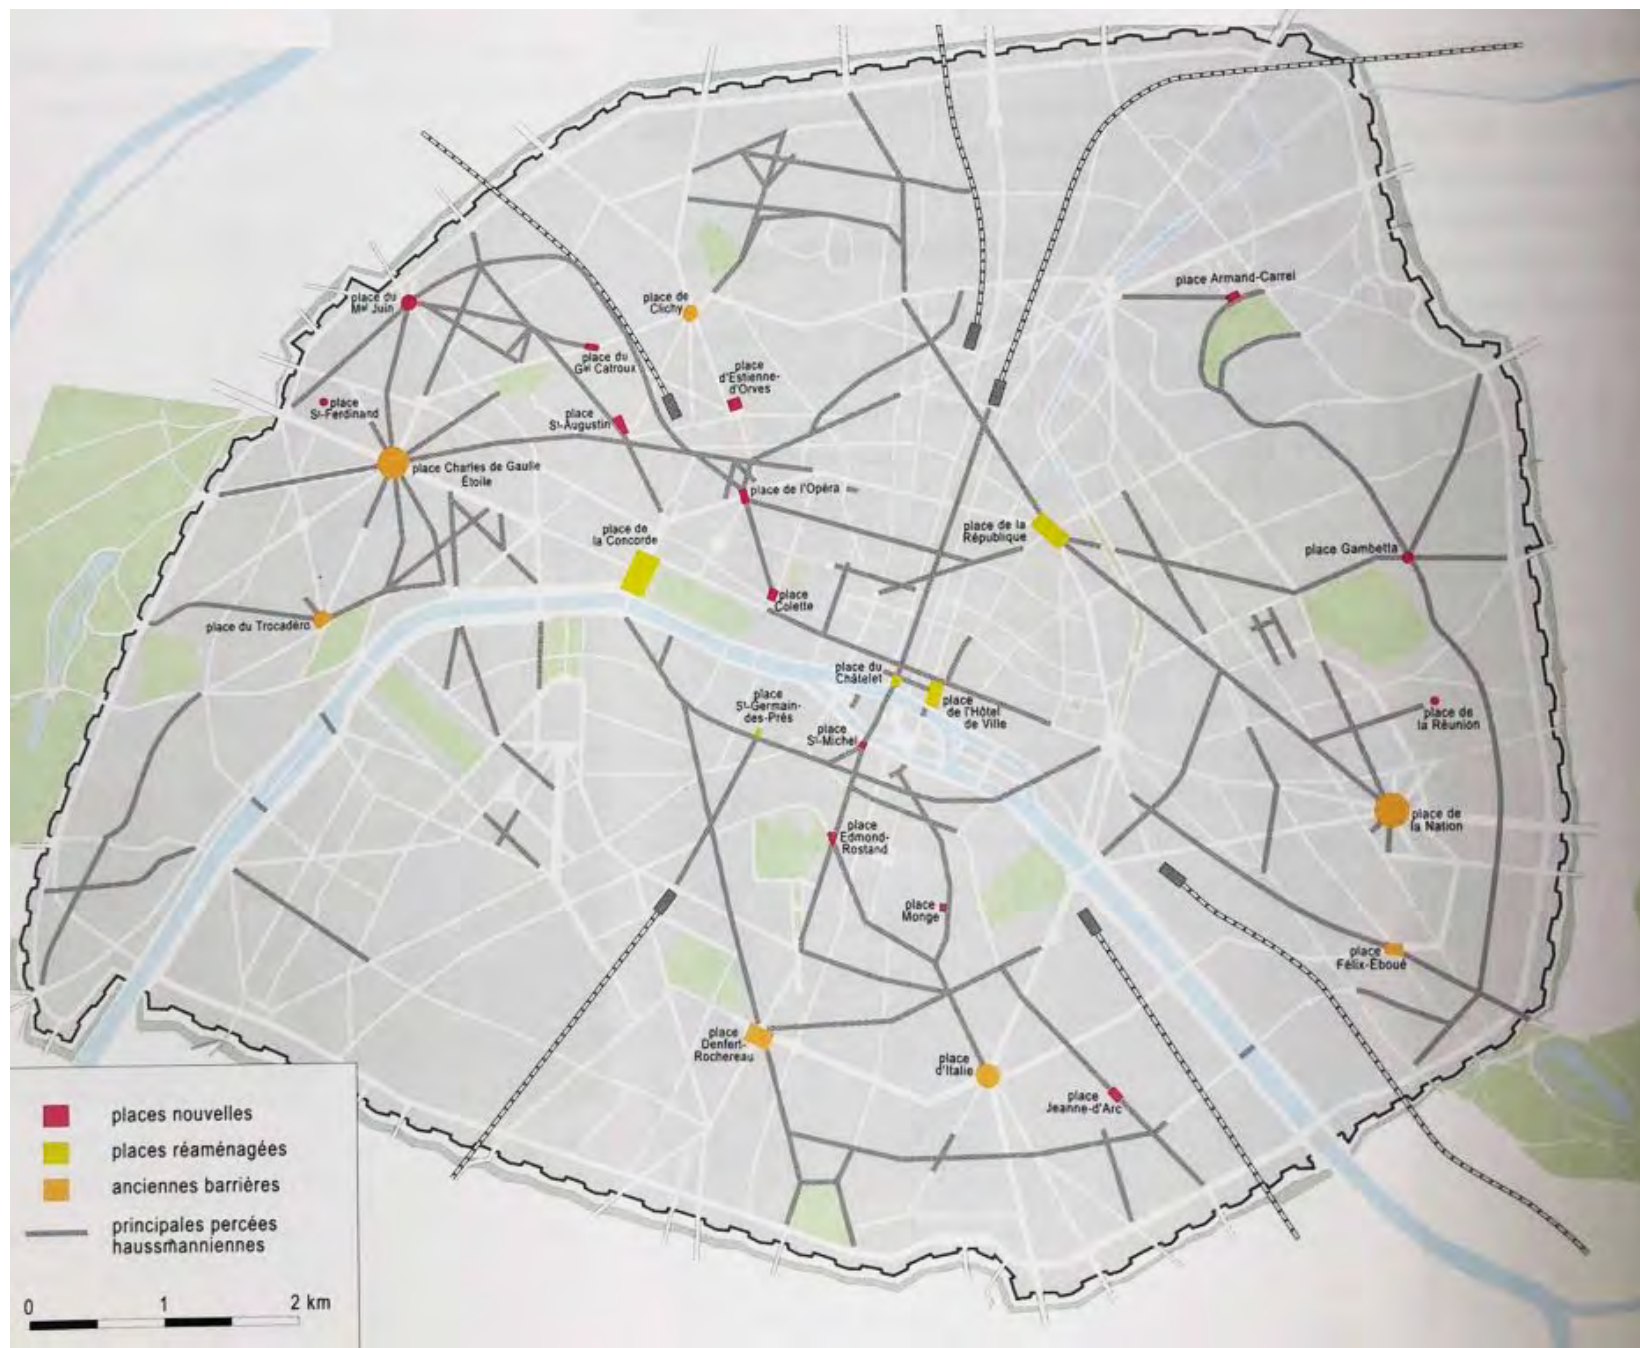 place Armand-Carrel
place du
Mal Juin
place de
Clichy
place du
Gal Catroux
place
d'Estienne-
d'Orves
place
St-Ferdinand
place
St-Augustin
place Charles de Gaulle
Étoile
place de l'Opéra
place de
la Concorde
place de la
République
place Gambetta
place
Colette
place du Trocadéro
place du
Châtelet
place
de l'Hôtel
de Ville
place
St-Germain-
des-Prés
place
St-Michel
place de
la Réunion
place de
la Nation
place
Edmond-
Rostand
place
Monge
place
Félix-Éboué
place
Denfert-
Rochereau
place
d'Italie
place
Jeanne-d'Arc
places nouvelles
places réaménagées
anciennes barrières
principales percées
haussmanniennes
0 1 2 km